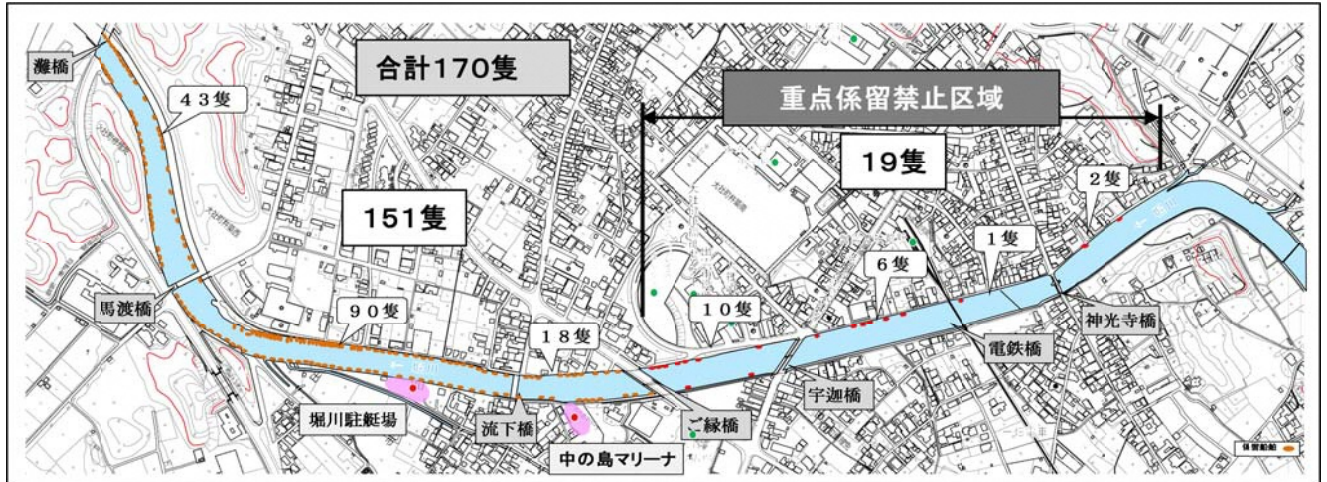 灘橋
合計170隻
重点係留禁止区域
43隻
19隻
2隻
151隻
1隻
6隻
馬渡橋
90隻
10隻
神光寺橋
18隻
電鉄橋
宇迦橋
堀川駐艇場
流下橋
ご縁橋
中の島マリーナ
係留船舶